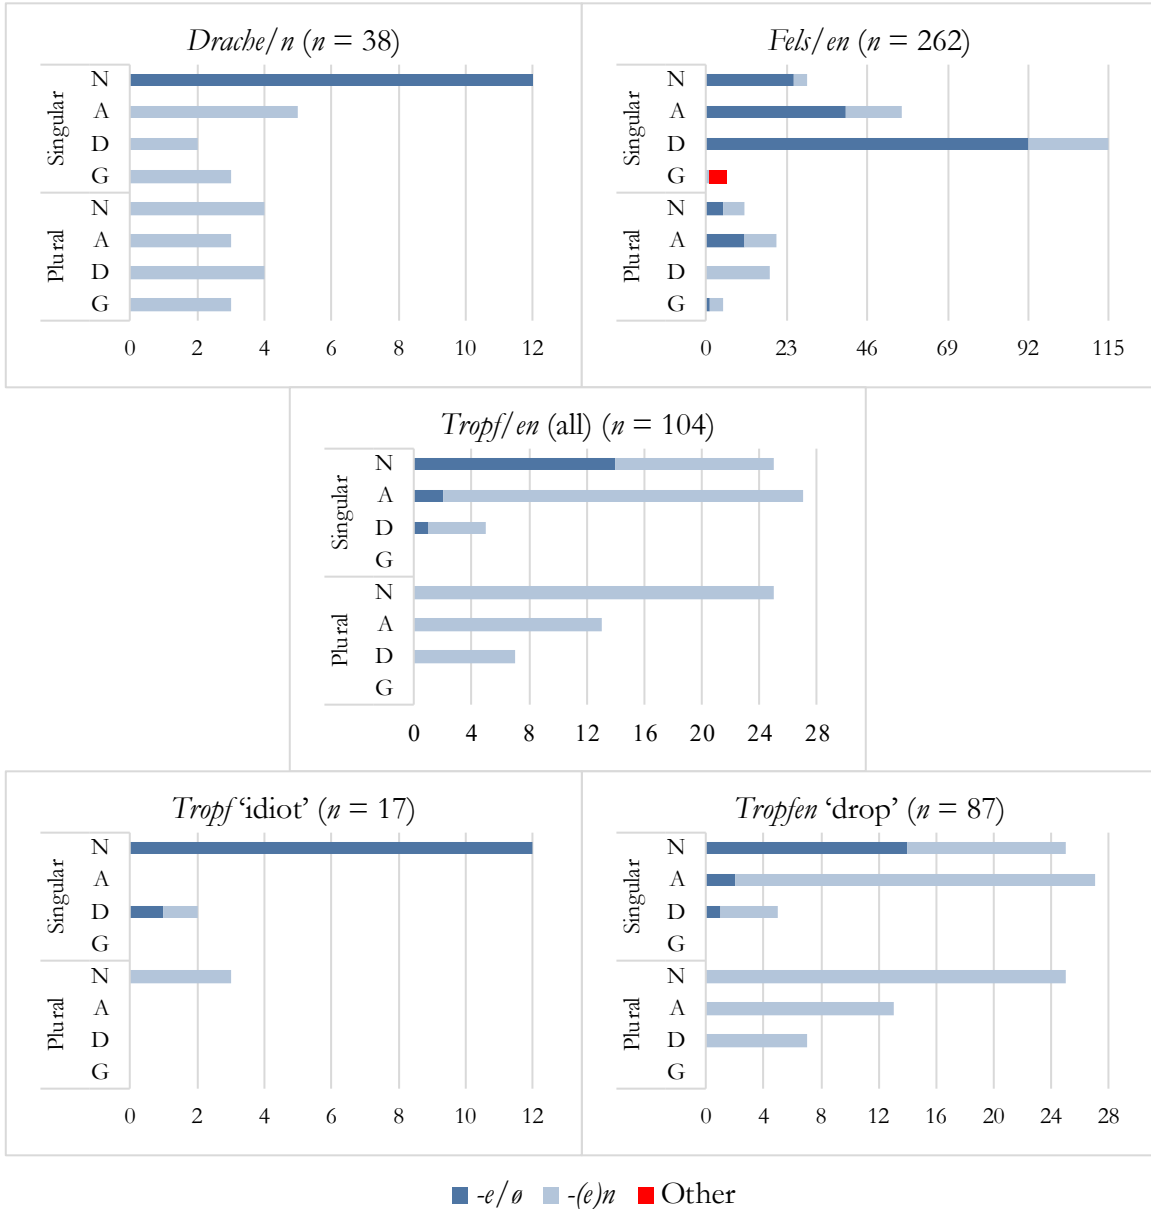 Drache/n (n = 38)
Singular
N
A
D
G
Plural
N
A
D
G
0 2 4 6 8 10 12
Fels/en (n = 262)
Singular
N
A
D
G
Plural
N
A
D
G
0 23 46 69 92 115
Tropf/en (all) (n = 104)
Singular
N
A
D
G
Plural
N
A
D
G
0 4 8 12 16 20 24 28
Tropf ‘idiot’ (n = 17)
Singular
N
A
D
G
Plural
N
A
D
G
0 2 4 6 8 10 12
Tropfen ‘drop’ (n = 87)
Singular
N
A
D
G
Plural
N
A
D
G
0 4 8 12 16 20 24 28
-e/ø -(e)n Other